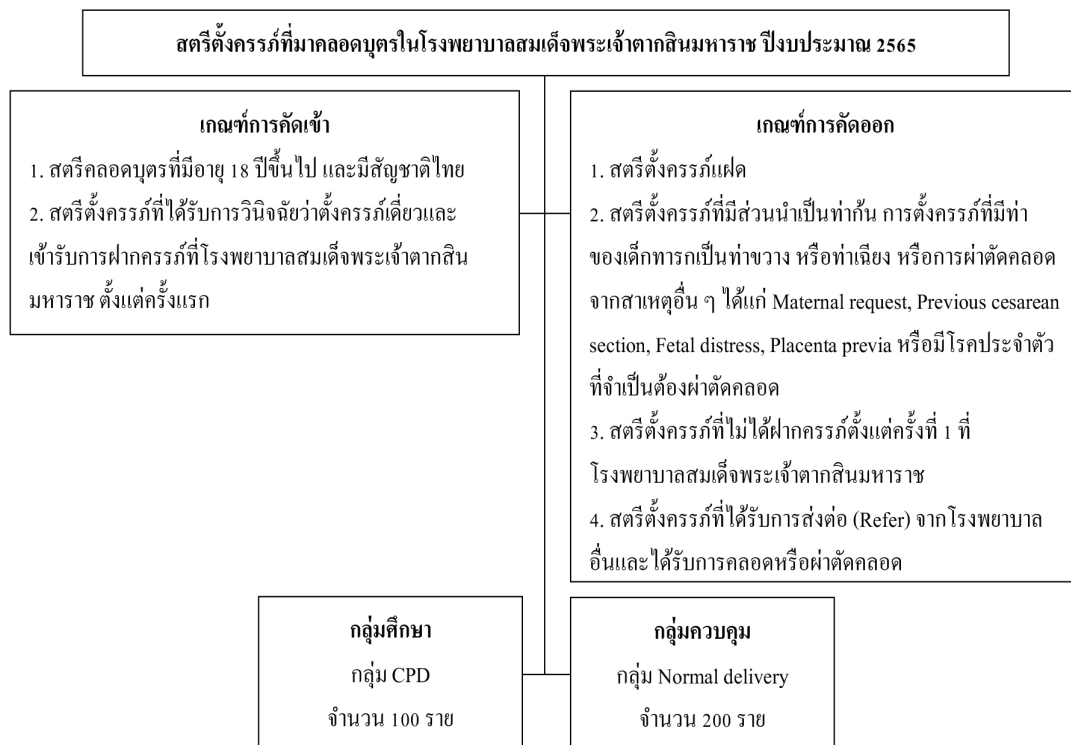 สตรีตั้งครรภ์ที่มาคลอดบุตรในโรงพยาบาลสมเด็จพระเจ้าตากสินมหาราช ปีงบประมาณ 2565
เกณฑ์การคัดเข้า
1. สตรีคลอดบุตรที่มีอายุ 18 ปีขึ้นไป และมีสัญชาติไทย
2. สตรีตั้งครรภ์ที่ได้รับการวินิจฉัยว่าตั้งครรภ์เดี่ยวและ
เข้ารับการฝากครรภ์ที่โรงพยาบาลสมเด็จพระเจ้าตากสิน
มหาราช ตั้งแต่ครั้งแรก
เกณฑ์การคัดออก
1. สตรีตั้งครรภ์แฝด
2. สตรีตั้งครรภ์ที่มีส่วนนำเป็นท่าก้น การตั้งครรภ์ที่มีท่า
ของเด็กทารกเป็นท่าขวาง หรือท่าเฉียง หรือการผ่าตัดคลอด
จากสาเหตุอื่น ๆ ได้แก่ Maternal request, Previous cesarean
section, Fetal distress, Placenta previa หรือมีโรคประจำตัว
ที่จำเป็นต้องผ่าตัดคลอด
3. สตรีตั้งครรภ์ที่ไม่ได้ฝากครรภ์ตั้งแต่ครั้งที่ 1 ที่
โรงพยาบาลสมเด็จพระเจ้าตากสินมหาราช
4. สตรีตั้งครรภ์ที่ได้รับการส่งต่อ (Refer) จากโรงพยาบาล
อื่นและได้รับการคลอดหรือผ่าตัดคลอด
กลุ่มศึกษา
กลุ่ม CPD
จำนวน 100 ราย
กลุ่มควบคุม
กลุ่ม Normal delivery
จำนวน 200 ราย